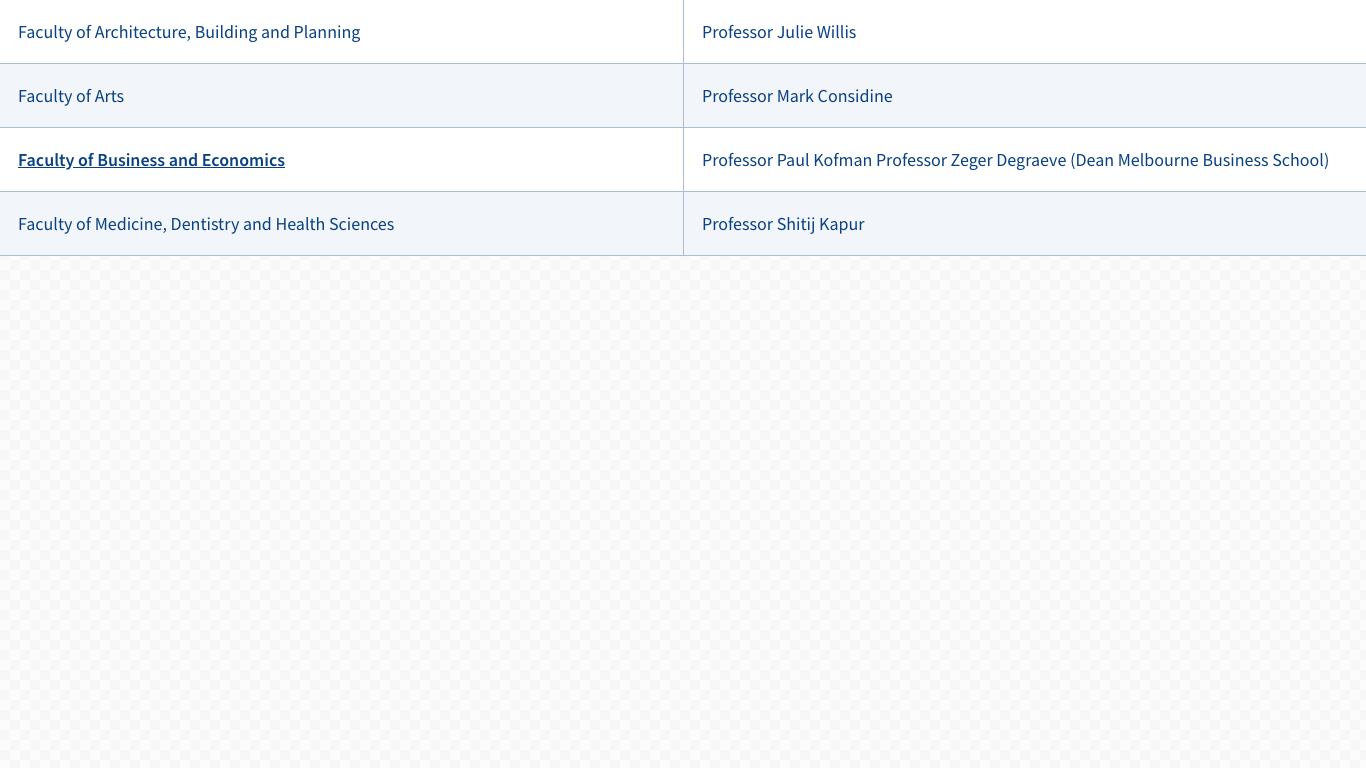 Faculty of Architecture, Building and Planning
Professor Julie Willis
Faculty of Arts
Professor Mark Considine
Faculty of Business and Economics
Professor Paul Kofman Professor Zeger Degraeve (Dean Melbourne Business School)
Faculty of Medicine, Dentistry and Health Sciences
Professor Shitij Kapur